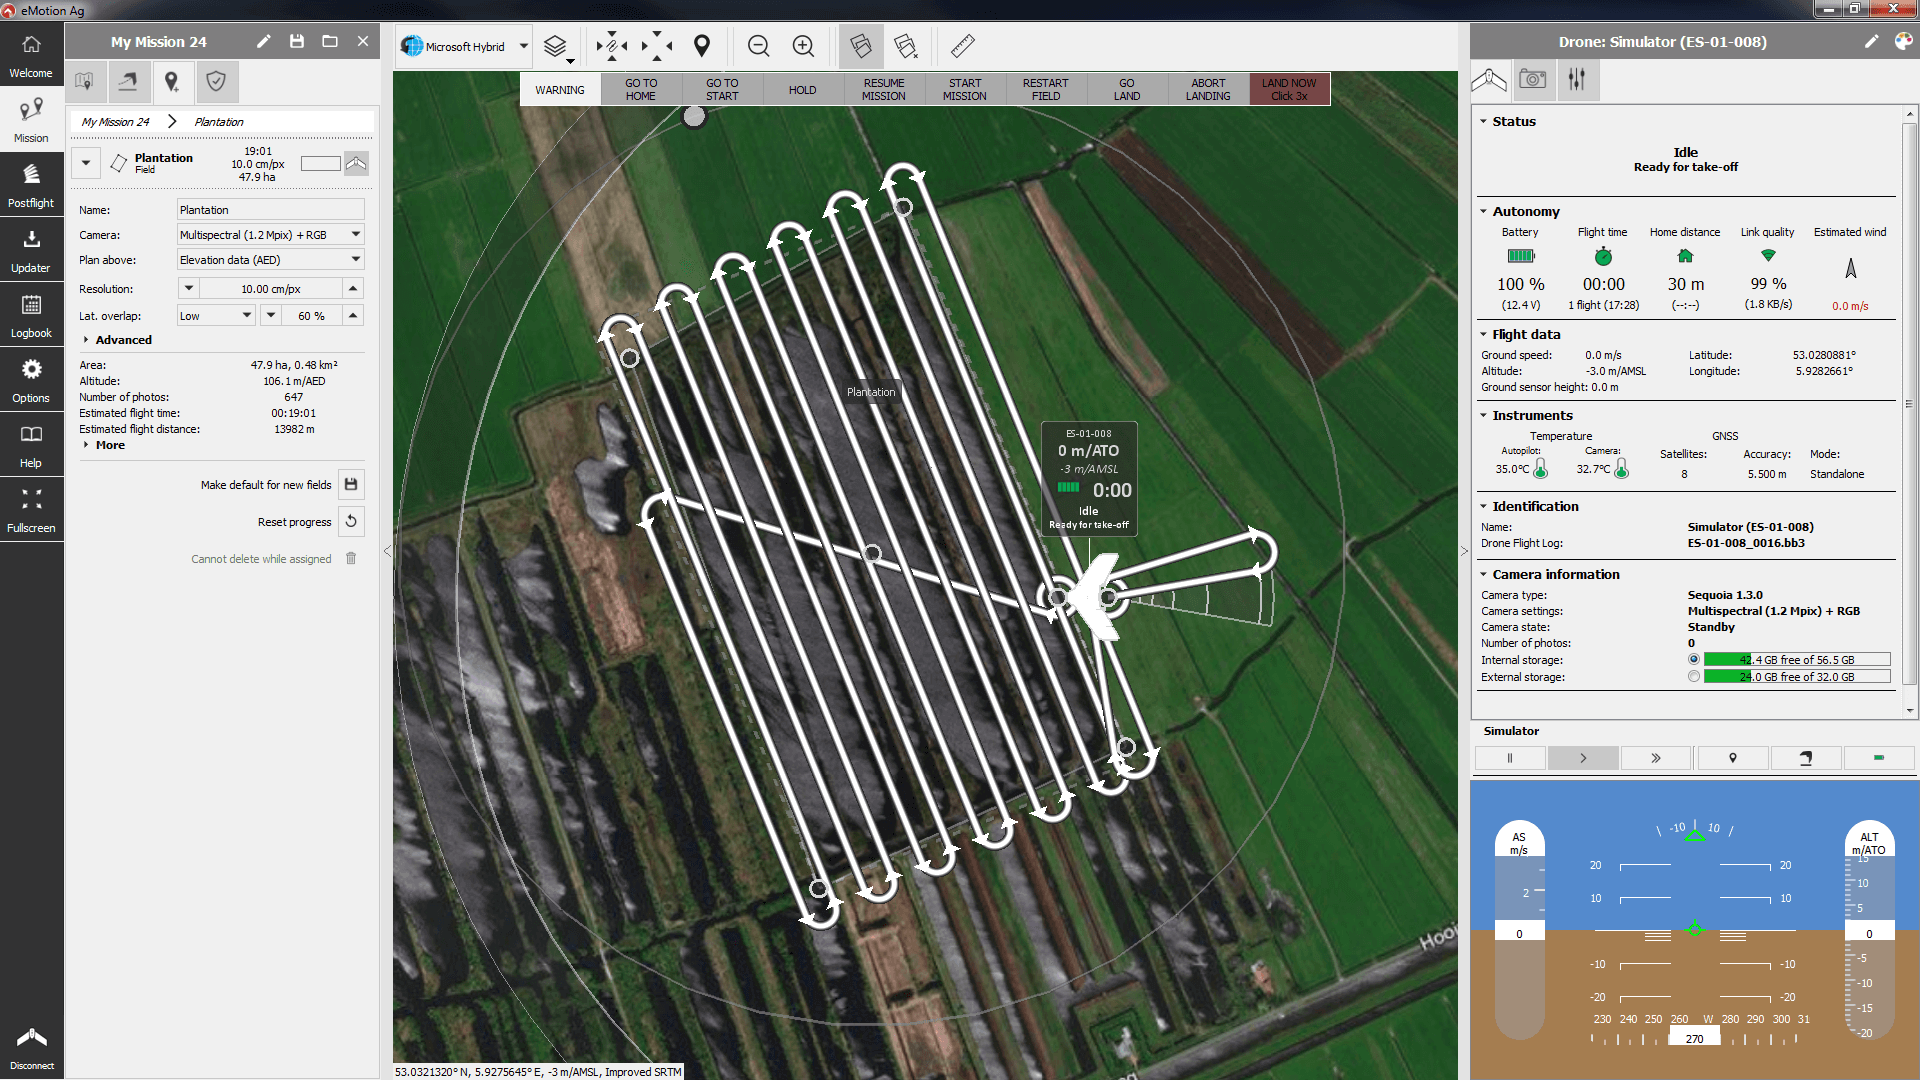 eMotion Ag
Welcome
Mission
Postflight
Updater
Logbook
Options
Help
Fullscreen
Disconnect
My Mission 24
My Mission 24 Plantation
Plantation
Field
19:01
10.0 cm/px
47.9 ha
Name: Plantation
Camera: Multispectral (1.2 Mpix) + RGB
Plan above: Elevation data (AED)
Resolution: 10.00 cm/px
Lat. overlap: Low 60 %
Advanced
Area: 47.9 ha, 0.48 km²
Altitude: 106.1 m/AED
Number of photos: 647
Estimated flight time: 00:19:01
Estimated flight distance: 13982 m
More
Make default for new fields
Reset progress
Cannot delete while assigned
Microsoft Hybrid
WARNING
GO TO HOME
GO TO START
HOLD
RESUME MISSION
START MISSION
RESTART FIELD
GO LAND
ABORT LANDING
LAND NOW Click 3x
Plantation
ES-01-008
0 m/ATO
-3 m/AMSL
0:00
Idle
Ready for take-off
53.0321320° N, 5.9275645° E, -3 m/AMSL, Improved SRTM
Drone: Simulator (ES-01-008)
Status
Idle
Ready for take-off
Autonomy
Battery Flight time Home distance Link quality Estimated wind
100 % 00:00 30 m 99 %
(12.4 V) 1 flight (17:28) (--:--) (1.8 KB/s) 0.0 m/s
Flight data
Ground speed: 0.0 m/s Latitude: 53.0280881°
Altitude: -3.0 m/AMSL Longitude: 5.9282661°
Ground sensor height: 0.0 m
Instruments
Temperature GNSS
Autopilot: Camera: Satellites: Accuracy: Mode:
35.0°C 32.7°C 8 5.500 m Standalone
Identification
Name: Simulator (ES-01-008)
Drone Flight Log: ES-01-008_0016.bb3
Camera information
Camera type: Sequoia 1.3.0
Camera settings: Multispectral (1.2 Mpix) + RGB
Camera state: Standby
Number of photos: 0
Internal storage: 42.4 GB free of 56.5 GB
External storage: 24.0 GB free of 32.0 GB
Simulator
AS
m/s
2
0
-10 10
20 20
10 10
-10 -10
-20 -20
230 240 250 260 W 280 290 300 31
270
ALT
m/ATO
15
10
5
0
-5
-10
-15
-20